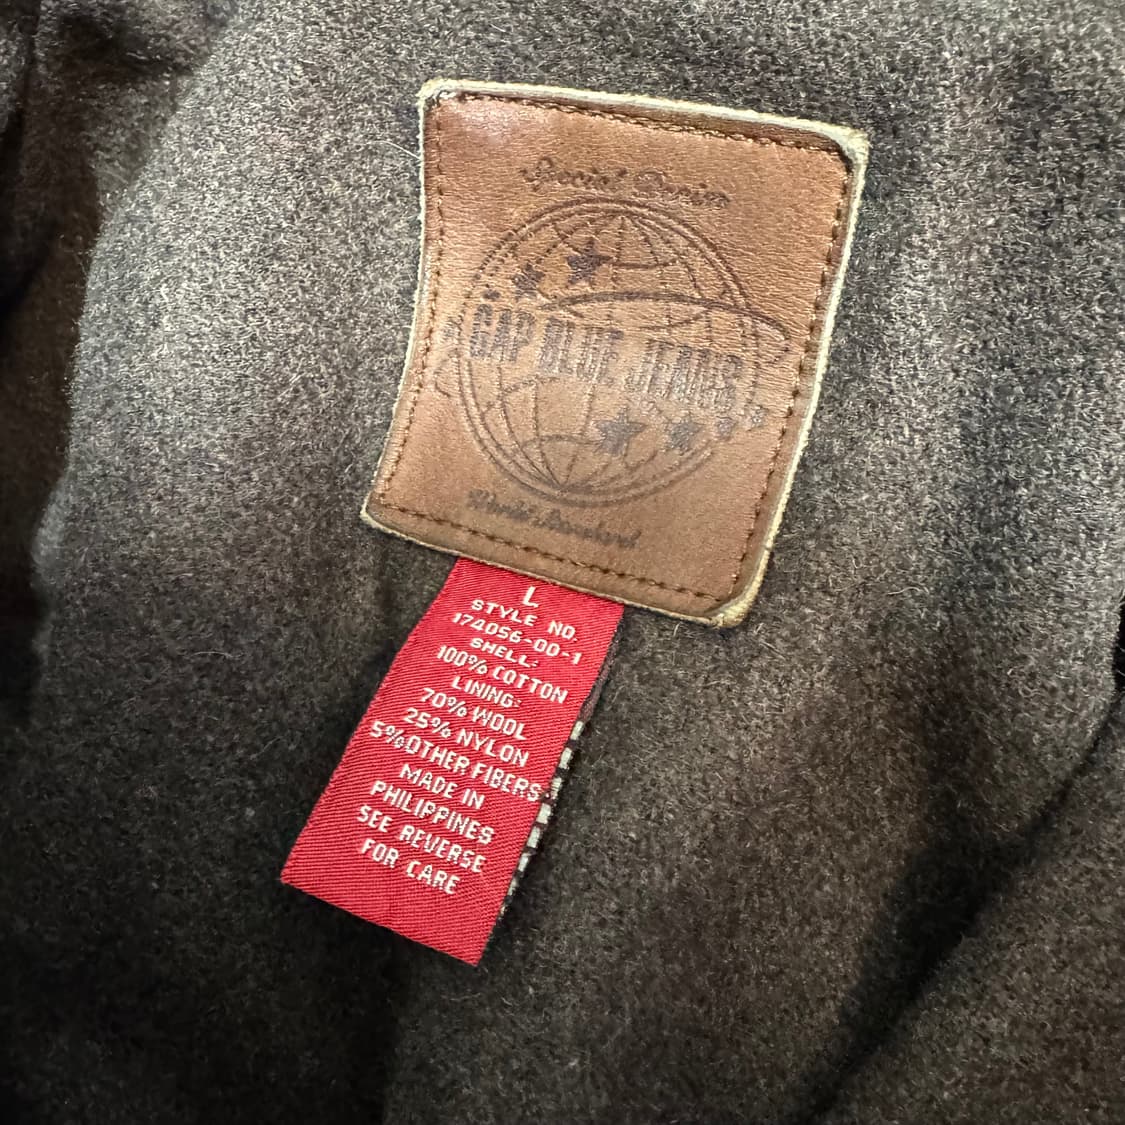 Special Design
GAP BLUE JEANS
World Standard
L
STYLE NO.
174056-00-1
SHELL:
100% COTTON
LINING:
70% WOOL
25% NYLON
5% OTHER FIBERS
MADE IN
PHILIPPINES
SEE REVERSE
FOR CARE